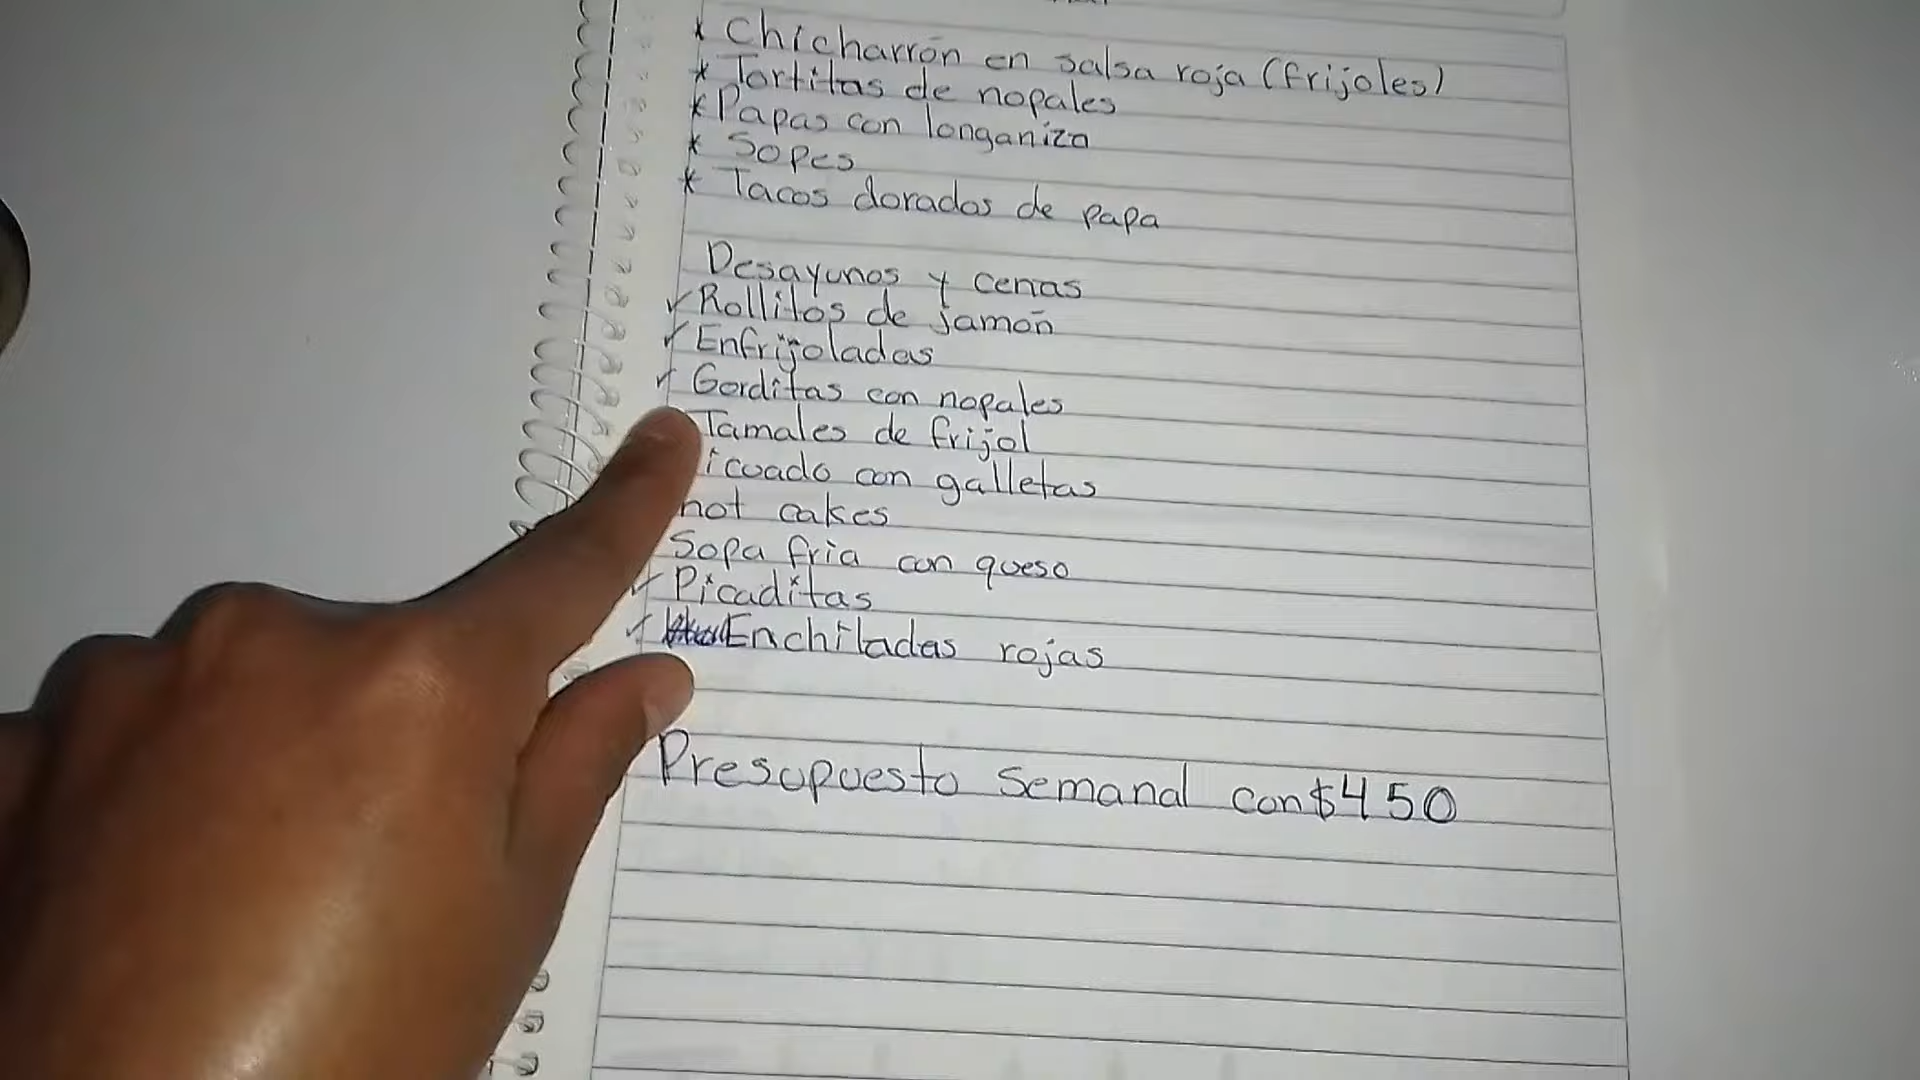 * Chicharrón en salsa roja (frijoles)
* Tortitas de nopales
* Papas con longaniza
* Sopes
* Tacos dorados de papa
Desayunos y cenas
✓ Rollitos de jamón
✓ Enfrijoladas
✓ Gorditas con nopales
Tamales de frijol
icuado con galletas
hot cakes
Sopa fria con queso
✓ Picaditas
✓ Enchiladas rojas
Presupuesto semanal con $450